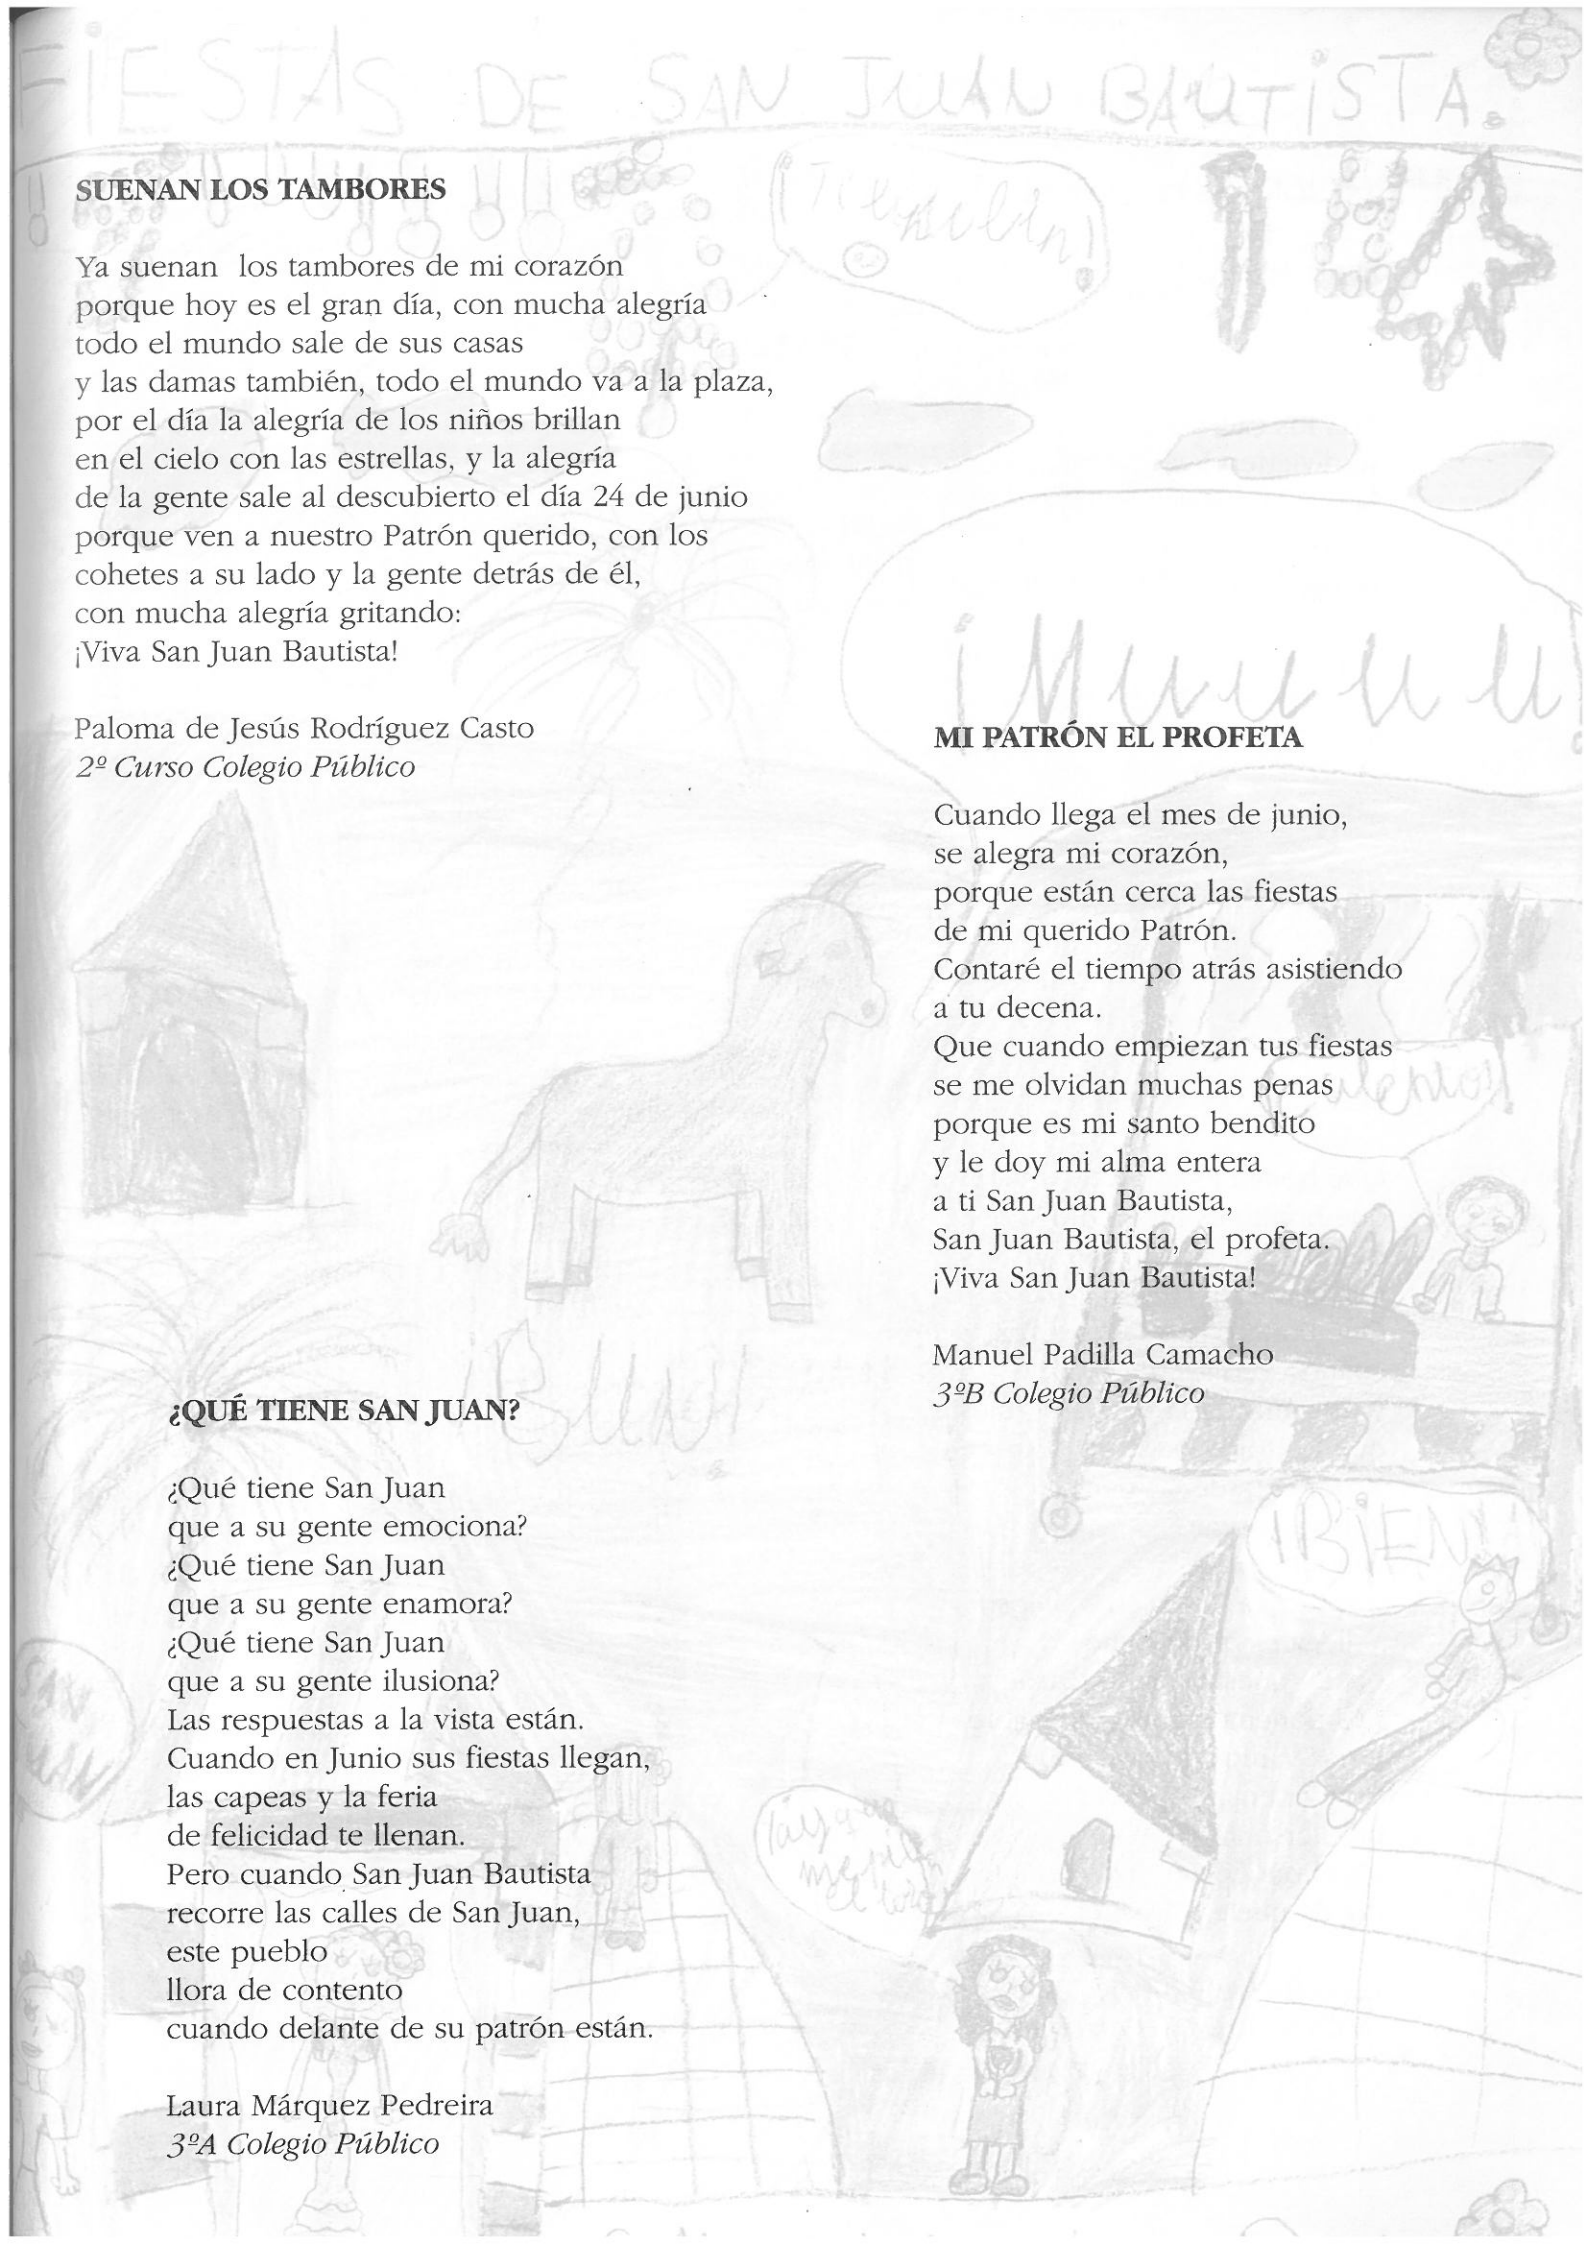 FIESTAS DE SAN JUAN BAUTISTA.
SUENAN LOS TAMBORES
Ya suenan los tambores de mi corazón
porque hoy es el gran día, con mucha alegría
todo el mundo sale de sus casas
y las damas también, todo el mundo va a la plaza,
por el día la alegría de los niños brillan
en el cielo con las estrellas, y la alegría
de la gente sale al descubierto el día 24 de junio
porque ven a nuestro Patrón querido, con los
cohetes a su lado y la gente detrás de él,
con mucha alegría gritando:
¡Viva San Juan Bautista!
Paloma de Jesús Rodríguez Casto
2º Curso Colegio Público
¡Muuuu!
MI PATRÓN EL PROFETA
Cuando llega el mes de junio,
se alegra mi corazón,
porque están cerca las fiestas
de mi querido Patrón.
Contaré el tiempo atrás asistiendo
a tu decena.
Que cuando empiezan tus fiestas
se me olvidan muchas penas
porque es mi santo bendito
y le doy mi alma entera
a ti San Juan Bautista,
San Juan Bautista, el profeta.
¡Viva San Juan Bautista!
Manuel Padilla Camacho
3ºB Colegio Público
¿QUÉ TIENE SAN JUAN?
¿Qué tiene San Juan
que a su gente emociona?
¿Qué tiene San Juan
que a su gente enamora?
¿Qué tiene San Juan
que a su gente ilusiona?
Las respuestas a la vista están.
Cuando en Junio sus fiestas llegan,
las capeas y la feria
de felicidad te llenan.
Pero cuando San Juan Bautista
recorre las calles de San Juan,
este pueblo
llora de contento
cuando delante de su patrón están.
Laura Márquez Pedreira
3ºA Colegio Público
¡BIEN!